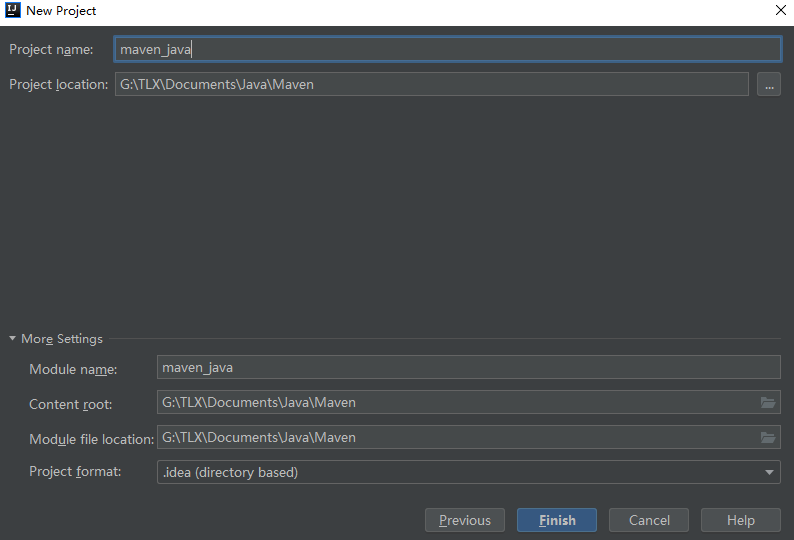 IJ New Project
Project name: maven_java
Project location: G:\TLX\Documents\Java\Maven ...
More Settings
Module name: maven_java
Content root: G:\TLX\Documents\Java\Maven
Module file location: G:\TLX\Documents\Java\Maven
Project format: .idea (directory based)
Previous Finish Cancel Help